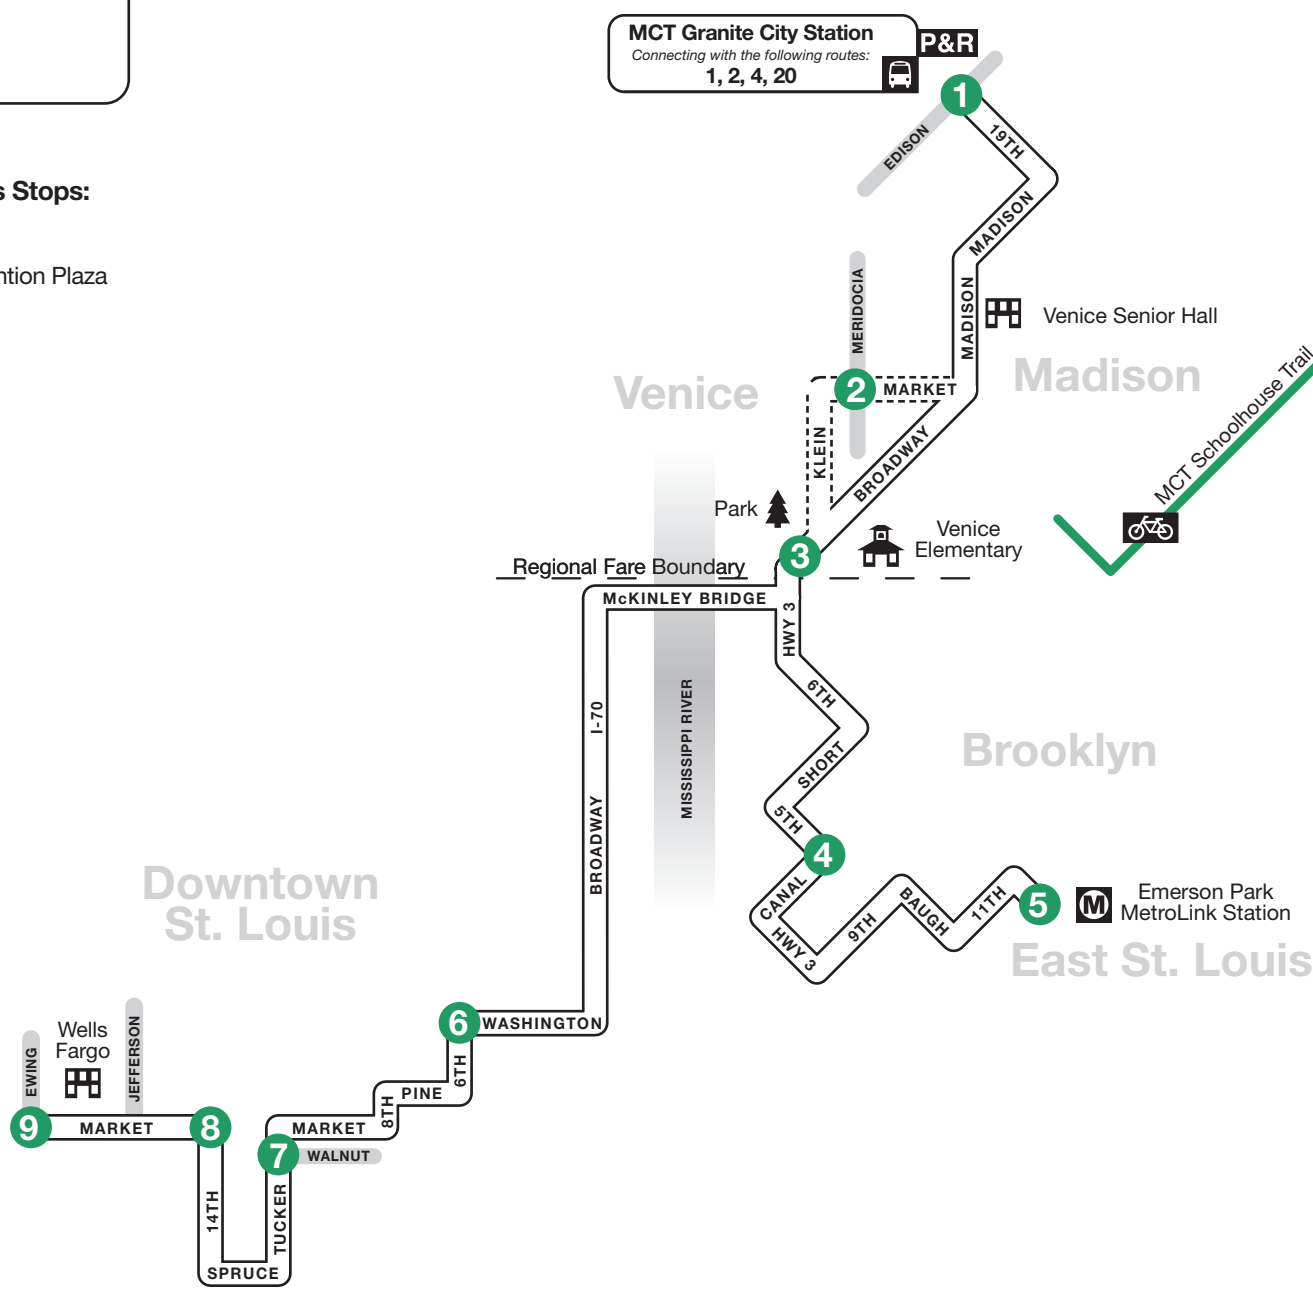 MCT Granite City Station
Connecting with the following routes:
1, 2, 4, 20
P&R
1
19TH
EDISON
s Stops:
MADISON
ntion Plaza
MERIDOCIA
MADISON
Venice Senior Hall
Venice
Madison
2
MARKET
MCT Schoolhouse Trail
KLEIN
BROADWAY
Park
Venice
Elementary
3
Regional Fare Boundary
McKINLEY BRIDGE
HWY 3
6TH
I-70
MISSISSIPPI RIVER
Brooklyn
SHORT
5TH
BROADWAY
4
Downtown
St. Louis
CANAL
HWY 3
9TH
BAUGH
11TH
5
M
Emerson Park
MetroLink Station
East St. Louis
6
WASHINGTON
Wells
Fargo
EWING
JEFFERSON
6TH
PINE
8TH
9
MARKET
8
MARKET
7
WALNUT
14TH
TUCKER
SPRUCE